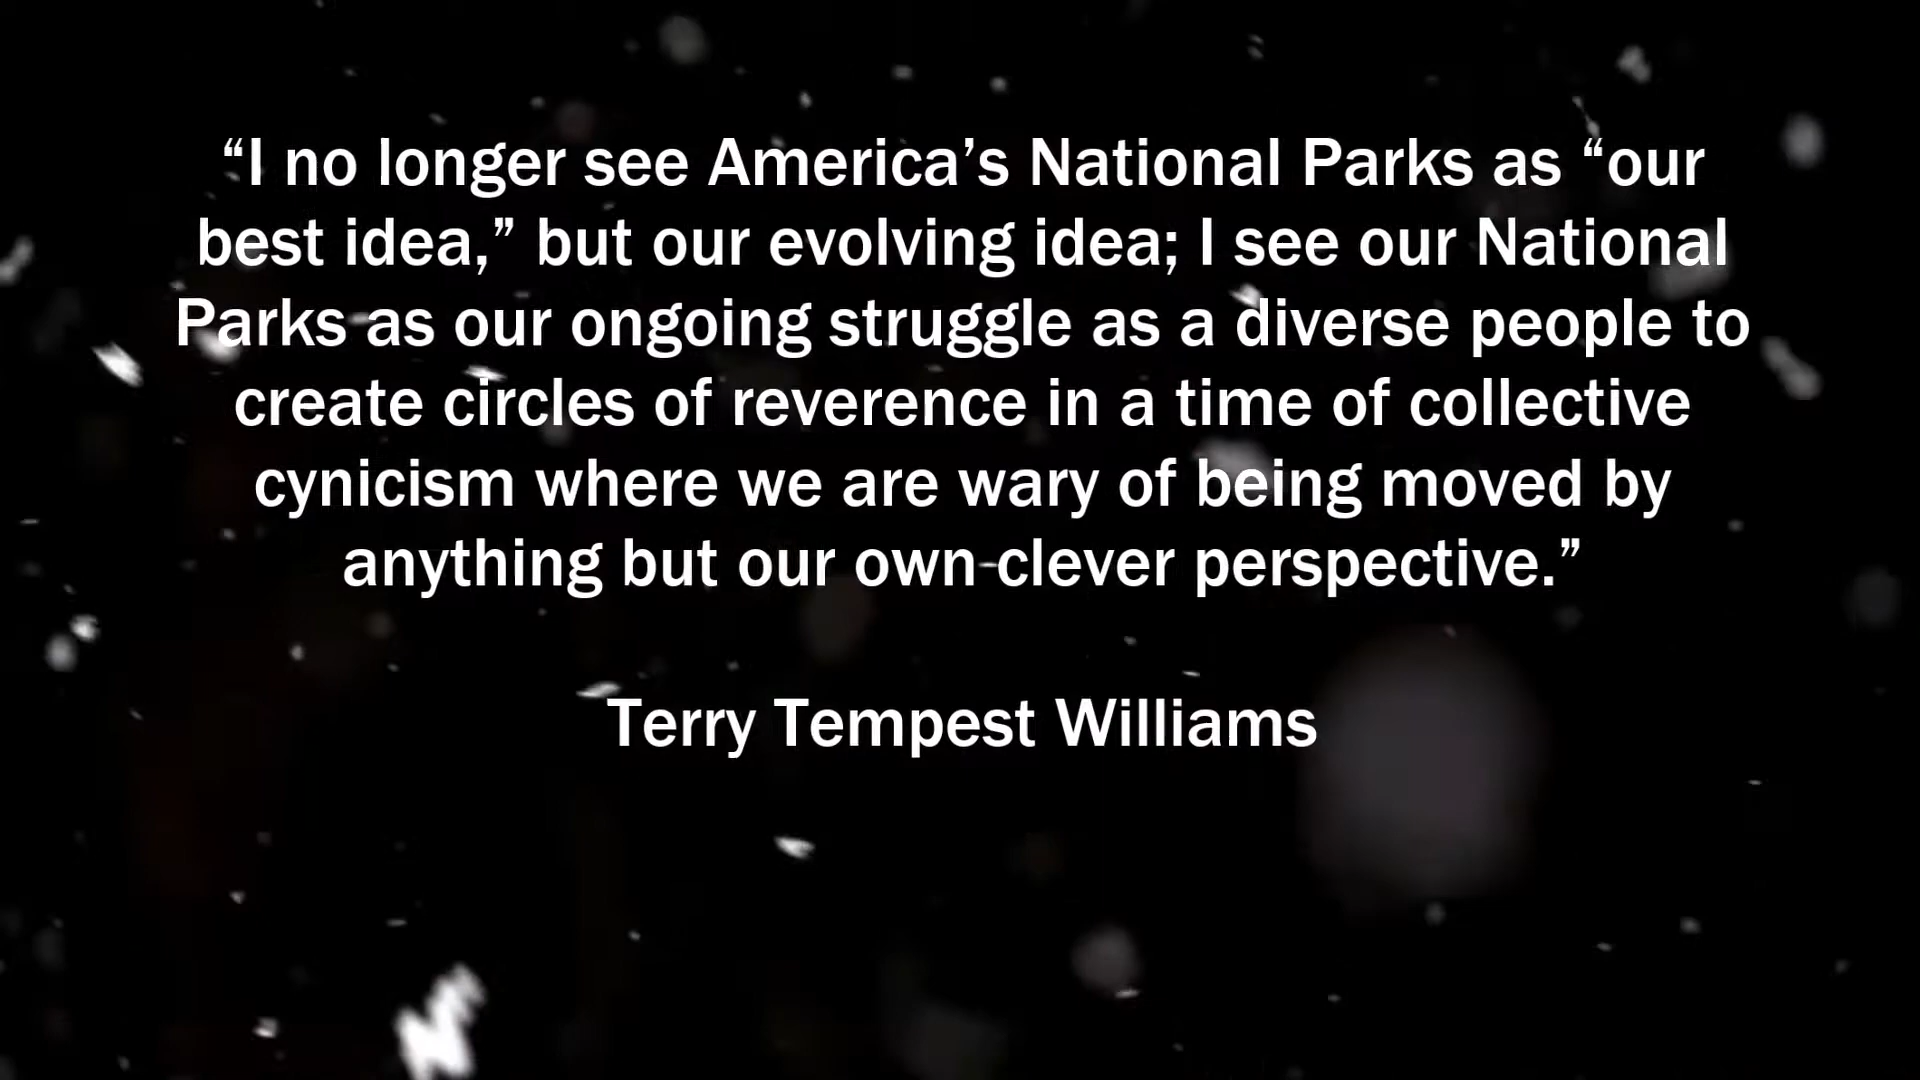 “I no longer see America’s National Parks as “our
best idea,” but our evolving idea; I see our National
Parks as our ongoing struggle as a diverse people to
create circles of reverence in a time of collective
cynicism where we are wary of being moved by
anything but our own clever perspective.”
Terry Tempest Williams